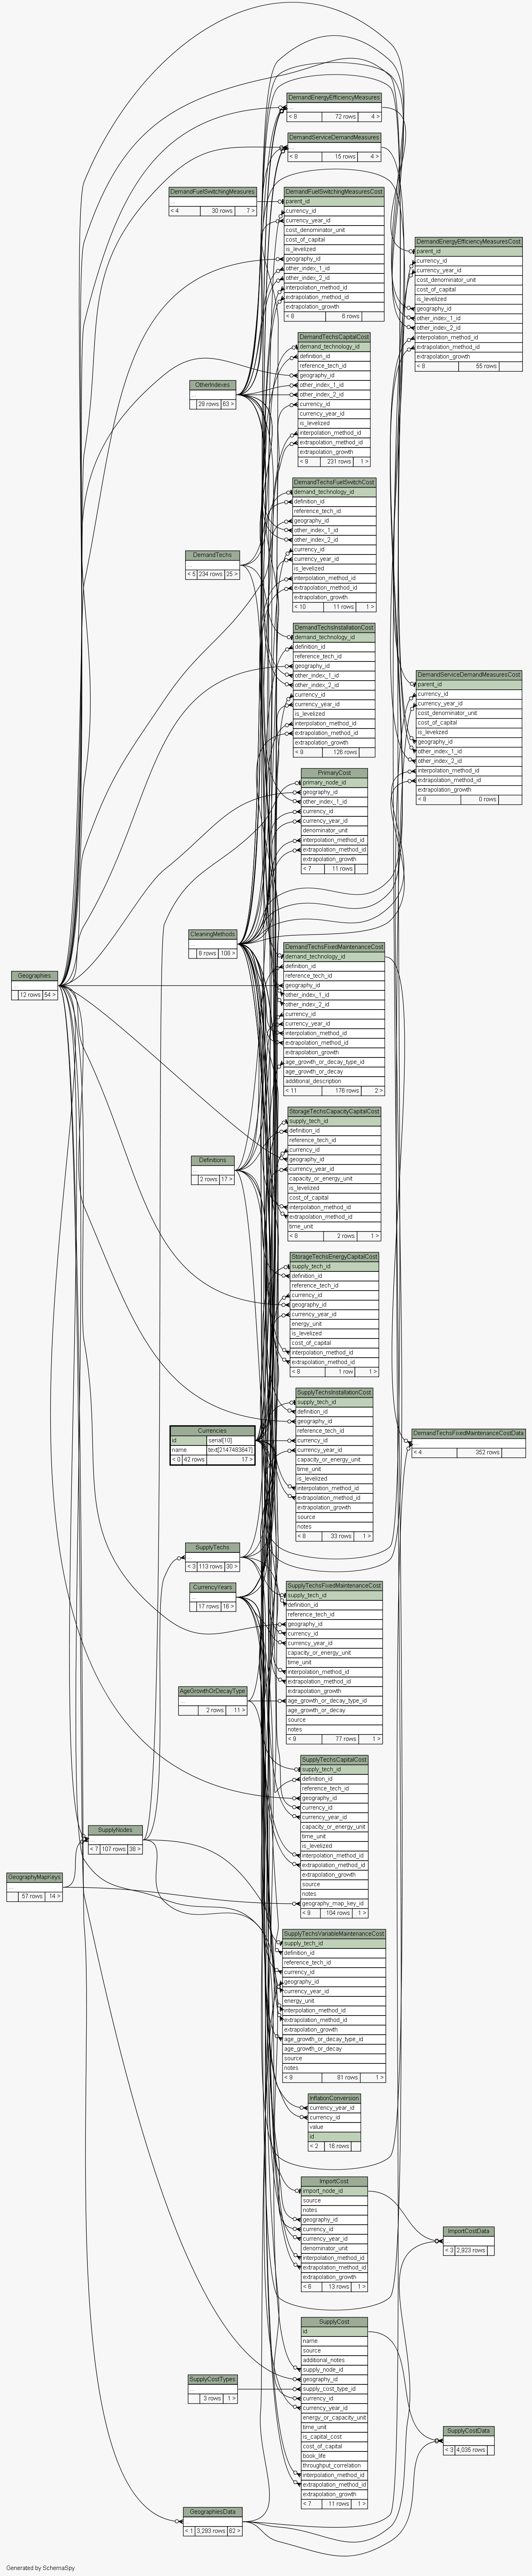 DemandEnergyEfficiencyMeasures
...
< 8 72 rows 4 >
DemandServiceDemandMeasures
...
< 8 15 rows 4 >
DemandFuelSwitchingMeasures
...
< 4 30 rows 7 >
DemandFuelSwitchingMeasuresCost
parent_id
currency_id
currency_year_id
cost_denominator_unit
cost_of_capital
is_levelized
geography_id
other_index_1_id
other_index_2_id
interpolation_method_id
extrapolation_method_id
extrapolation_growth
< 8 6 rows
DemandEnergyEfficiencyMeasuresCost
parent_id
currency_id
currency_year_id
cost_denominator_unit
cost_of_capital
is_levelized
geography_id
other_index_1_id
other_index_2_id
interpolation_method_id
extrapolation_method_id
extrapolation_growth
< 8 55 rows
DemandTechsCapitalCost
demand_technology_id
definition_id
reference_tech_id
geography_id
other_index_1_id
other_index_2_id
currency_id
currency_year_id
is_levelized
interpolation_method_id
extrapolation_method_id
extrapolation_growth
< 9 231 rows 1 >
OtherIndexes
...
28 rows 83 >
DemandTechsFuelSwitchCost
demand_technology_id
definition_id
reference_tech_id
geography_id
other_index_1_id
other_index_2_id
currency_id
currency_year_id
is_levelized
interpolation_method_id
extrapolation_method_id
extrapolation_growth
< 10 11 rows 1 >
DemandTechs
...
< 5 234 rows 25 >
DemandTechsInstallationCost
demand_technology_id
definition_id
reference_tech_id
geography_id
other_index_1_id
other_index_2_id
currency_id
currency_year_id
is_levelized
interpolation_method_id
extrapolation_method_id
extrapolation_growth
< 9 126 rows
DemandServiceDemandMeasuresCost
parent_id
currency_id
currency_year_id
cost_denominator_unit
cost_of_capital
is_levelized
geography_id
other_index_1_id
other_index_2_id
interpolation_method_id
extrapolation_method_id
extrapolation_growth
< 8 0 rows
PrimaryCost
primary_node_id
geography_id
other_index_1_id
currency_id
currency_year_id
denominator_unit
interpolation_method_id
extrapolation_method_id
extrapolation_growth
< 7 11 rows
CleaningMethods
...
8 rows 108 >
Geographies
...
12 rows 54 >
DemandTechsFixedMaintenanceCost
demand_technology_id
definition_id
reference_tech_id
geography_id
other_index_1_id
other_index_2_id
currency_id
currency_year_id
interpolation_method_id
extrapolation_method_id
extrapolation_growth
age_growth_or_decay_type_id
age_growth_or_decay
additional_description
< 11 176 rows 2 >
StorageTechsCapacityCapitalCost
supply_tech_id
definition_id
reference_tech_id
currency_id
geography_id
currency_year_id
capacity_or_energy_unit
is_levelized
cost_of_capital
interpolation_method_id
extrapolation_method_id
time_unit
< 8 2 rows 1 >
Definitions
...
2 rows 17 >
StorageTechsEnergyCapitalCost
supply_tech_id
definition_id
reference_tech_id
currency_id
geography_id
currency_year_id
energy_unit
is_levelized
cost_of_capital
interpolation_method_id
extrapolation_method_id
< 8 1 row 1 >
SupplyTechsInstallationCost
supply_tech_id
definition_id
geography_id
reference_tech_id
currency_id
currency_year_id
capacity_or_energy_unit
time_unit
is_levelized
interpolation_method_id
extrapolation_method_id
extrapolation_growth
source
notes
< 8 33 rows 1 >
Currencies
id serial[10]
name text[2147483647]
< 0 42 rows 17 >
DemandTechsFixedMaintenanceCostData
...
< 4 352 rows
SupplyTechs
...
< 3 113 rows 30 >
CurrencyYears
...
17 rows 16 >
SupplyTechsFixedMaintenanceCost
supply_tech_id
definition_id
reference_tech_id
geography_id
currency_id
currency_year_id
capacity_or_energy_unit
time_unit
interpolation_method_id
extrapolation_method_id
extrapolation_growth
age_growth_or_decay_type_id
age_growth_or_decay
source
notes
< 9 77 rows 1 >
AgeGrowthOrDecayType
...
2 rows 11 >
SupplyTechsCapitalCost
supply_tech_id
definition_id
reference_tech_id
geography_id
currency_id
currency_year_id
capacity_or_energy_unit
time_unit
is_levelized
interpolation_method_id
extrapolation_method_id
extrapolation_growth
source
notes
geography_map_key_id
< 9 104 rows 1 >
SupplyNodes
...
< 7 107 rows 38 >
GeographyMapKeys
...
57 rows 14 >
SupplyTechsVariableMaintenanceCost
supply_tech_id
definition_id
reference_tech_id
currency_id
geography_id
currency_year_id
energy_unit
interpolation_method_id
extrapolation_method_id
extrapolation_growth
age_growth_or_decay_type_id
age_growth_or_decay
source
notes
< 9 81 rows 1 >
InflationConversion
currency_year_id
currency_id
value
id
< 2 16 rows
ImportCost
import_node_id
source
notes
geography_id
currency_id
currency_year_id
denominator_unit
interpolation_method_id
extrapolation_method_id
extrapolation_growth
< 6 13 rows 1 >
ImportCostData
...
< 3 2,923 rows
SupplyCost
id
name
source
additional_notes
supply_node_id
geography_id
supply_cost_type_id
currency_id
currency_year_id
energy_or_capacity_unit
time_unit
is_capital_cost
cost_of_capital
book_life
throughput_correlation
interpolation_method_id
extrapolation_method_id
extrapolation_growth
< 7 11 rows 1 >
SupplyCostTypes
...
3 rows 1 >
SupplyCostData
...
< 3 4,035 rows
GeographiesData
...
< 1 3,293 rows 62 >
Generated by SchemaSpy